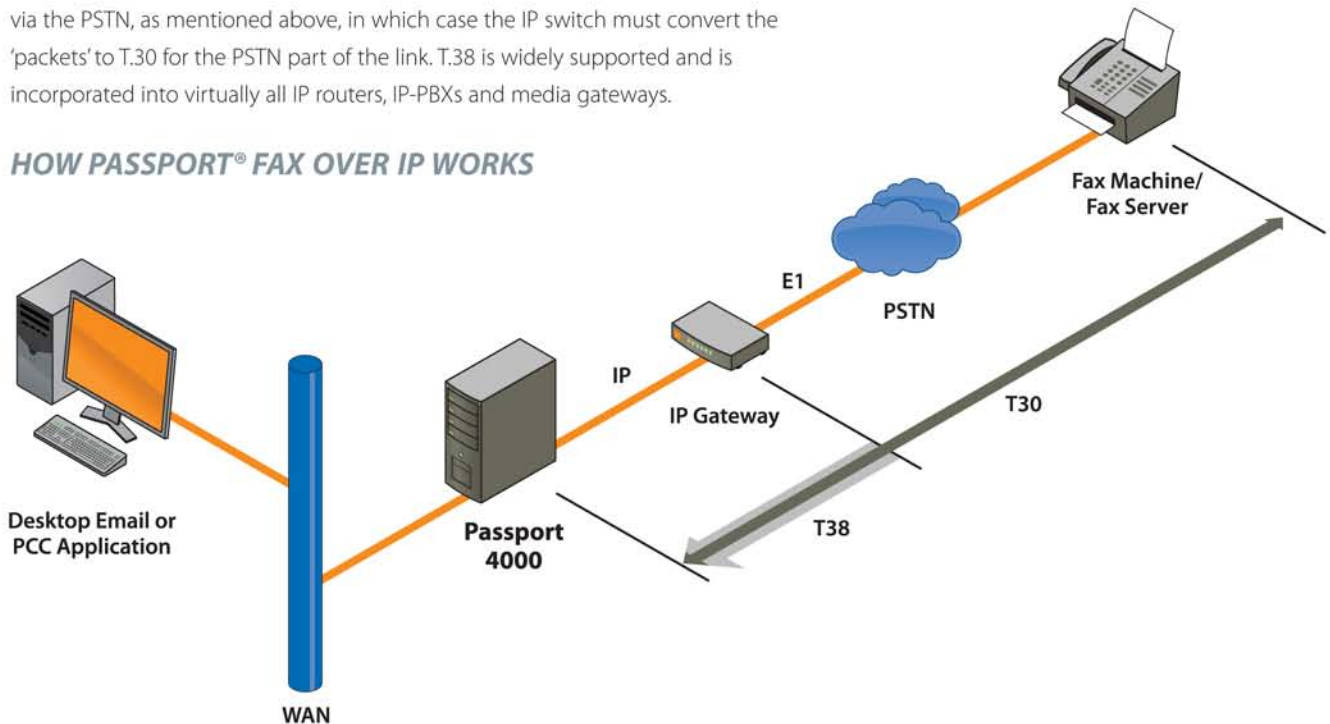 via the PSTN, as mentioned above, in which case the IP switch must convert the
‘packets’ to T.30 for the PSTN part of the link. T.38 is widely supported and is
incorporated into virtually all IP routers, IP-PBXs and media gateways.
HOW PASSPORT® FAX OVER IP WORKS
Fax Machine/
Fax Server
E1
PSTN
IP
IP Gateway
T30
Desktop Email or
PCC Application
Passport
4000
T38
WAN